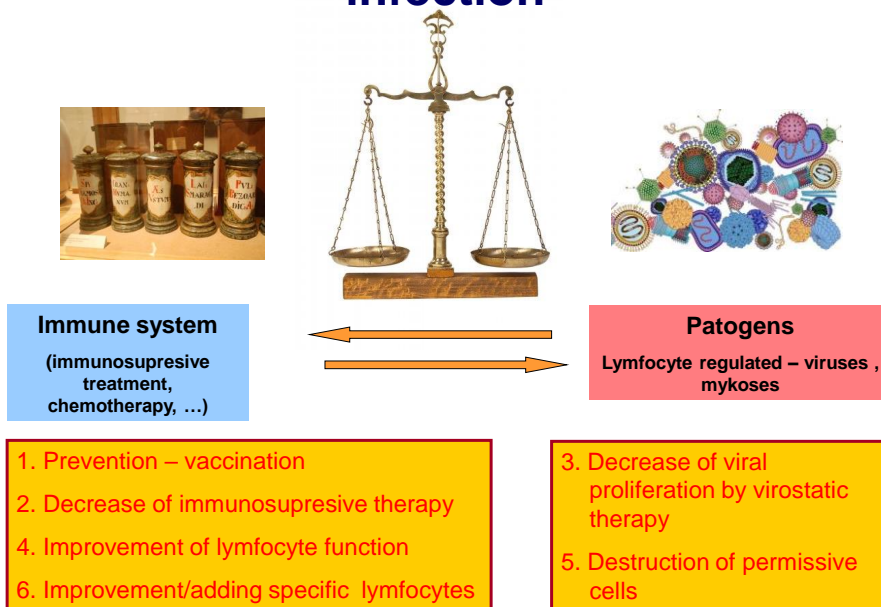 Infection
Immune system
(immunosupresive
treatment,
chemotherapy, …)
Patogens
Lymfocyte regulated – viruses ,
mykoses
1. Prevention – vaccination
2. Decrease of immunosupresive therapy
4. Improvement of lymfocyte function
6. Improvement/adding specific lymfocytes
3. Decrease of viral
proliferation by virostatic
therapy
5. Destruction of permissive
cells